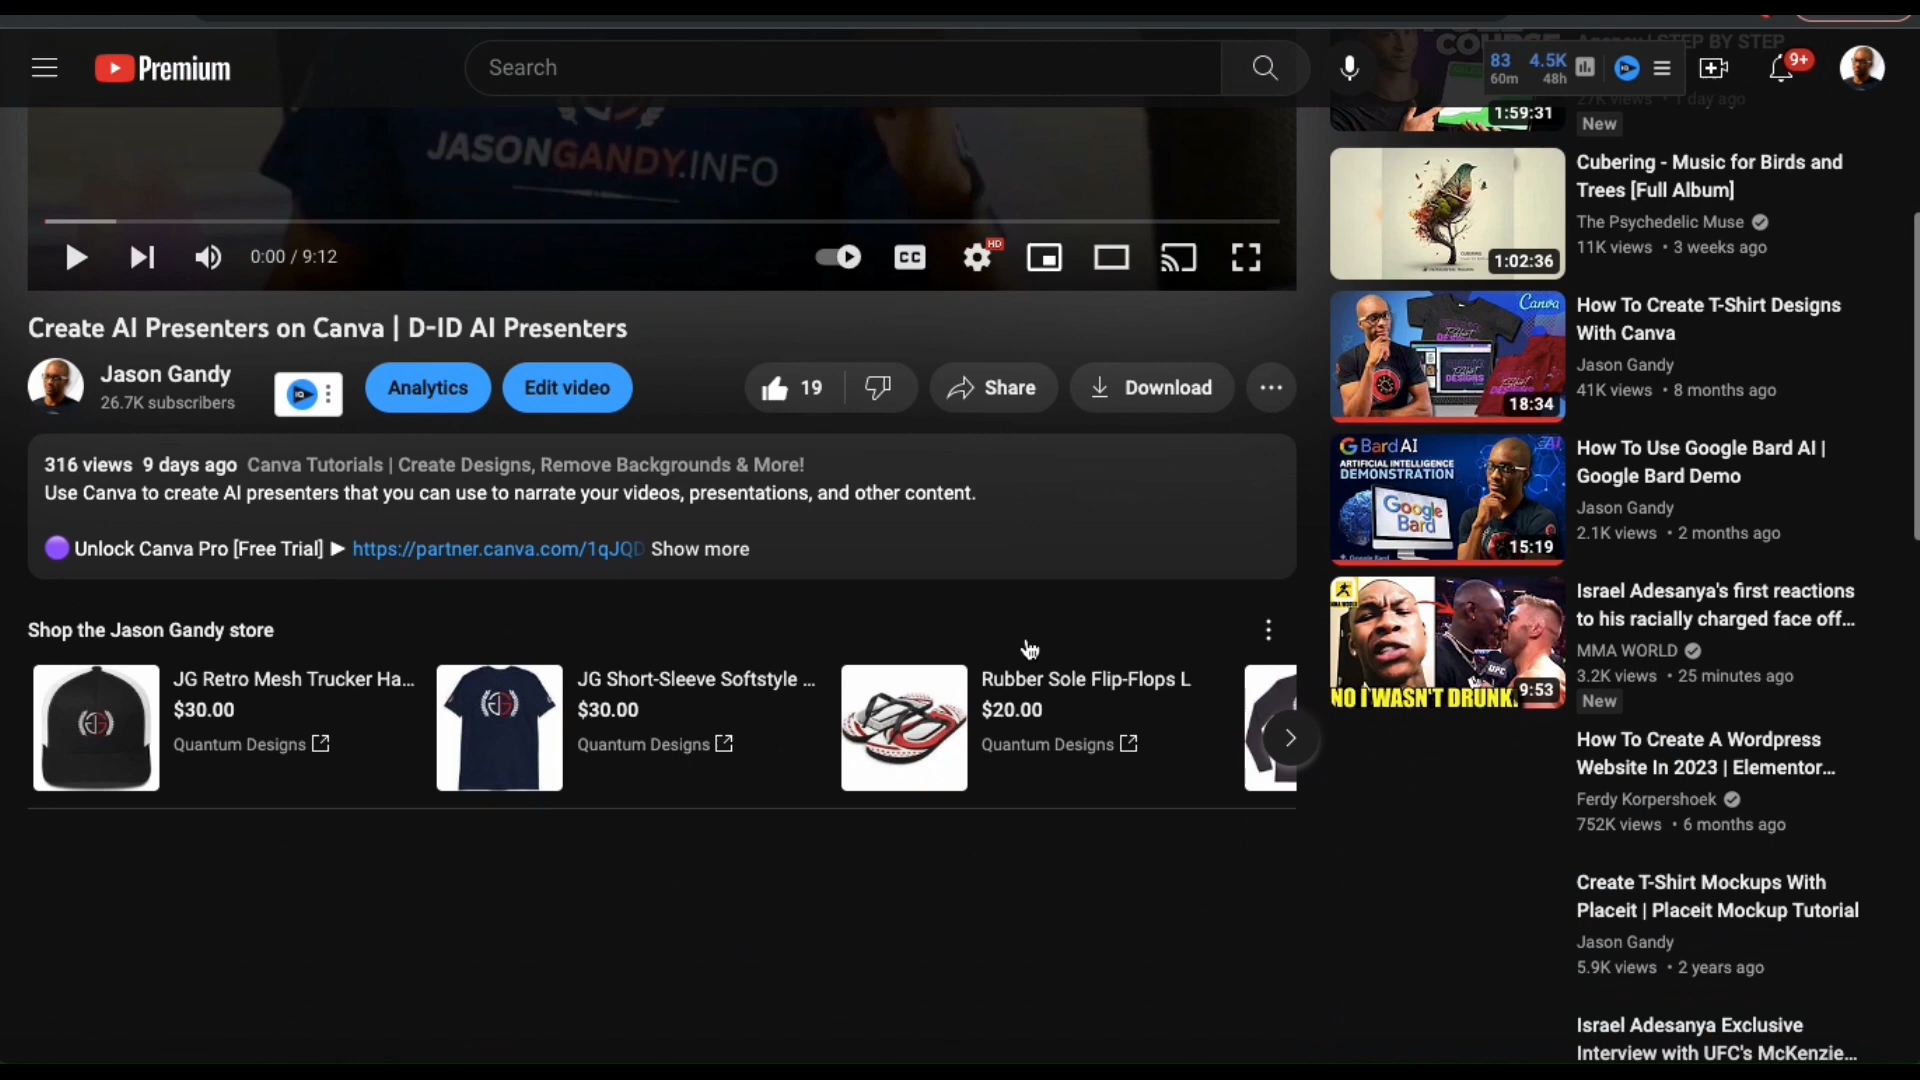 Premium
Search
83 4.5K
60m 48h
9+
STEP BY STEP
27K views • 1 day ago
New
1:59:31
JASONGANDY.INFO
0:00 / 9:12
CC
HD
Create AI Presenters on Canva | D-ID AI Presenters
Jason Gandy
26.7K subscribers
IQ
Analytics
Edit video
19
Share
Download
316 views 9 days ago Canva Tutorials | Create Designs, Remove Backgrounds & More!
Use Canva to create AI presenters that you can use to narrate your videos, presentations, and other content.
Unlock Canva Pro [Free Trial] ▶ https://partner.canva.com/1qJQD Show more
Shop the Jason Gandy store
JG Retro Mesh Trucker Ha...
$30.00
Quantum Designs
JG Short-Sleeve Softstyle ...
$30.00
Quantum Designs
Rubber Sole Flip-Flops L
$20.00
Quantum Designs
Cubering - Music for Birds and
Trees [Full Album]
The Psychedelic Muse
11K views • 3 weeks ago
1:02:36
Canva
18:34
How To Create T-Shirt Designs
With Canva
Jason Gandy
41K views • 8 months ago
Bard AI
ARTIFICIAL INTELLIGENCE
DEMONSTRATION
Google
Bard
15:19
How To Use Google Bard AI |
Google Bard Demo
Jason Gandy
2.1K views • 2 months ago
NO I WASN'T DRUNK
9:53
Israel Adesanya's first reactions
to his racially charged face off...
MMA WORLD
3.2K views • 25 minutes ago
New
How To Create A Wordpress
Website In 2023 | Elementor...
Ferdy Korpershoek
752K views • 6 months ago
Create T-Shirt Mockups With
Placeit | Placeit Mockup Tutorial
Jason Gandy
5.9K views • 2 years ago
Israel Adesanya Exclusive
Interview with UFC's McKenzie...